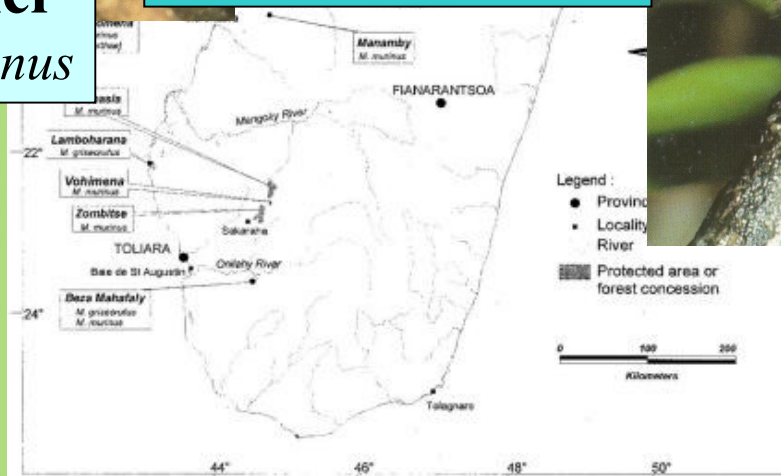 nus
Manamby
M. murinus
FIANARANTSOA
Mangoky River
M. murinus
Lamboharana
M. griseorufus
22°
Vohimena
M. murinus
Zombitse
M. murinus
Sakaraha
TOLIARA
Onilahy River
Baie de St Augustin
Beza Mahafaly
M. griseorufus
M. murinus
24°
Legend :
Locality
River
Protected area or
forest concession
0 100 200
Kilometers
Tolagnaro
44° 46° 48° 50°